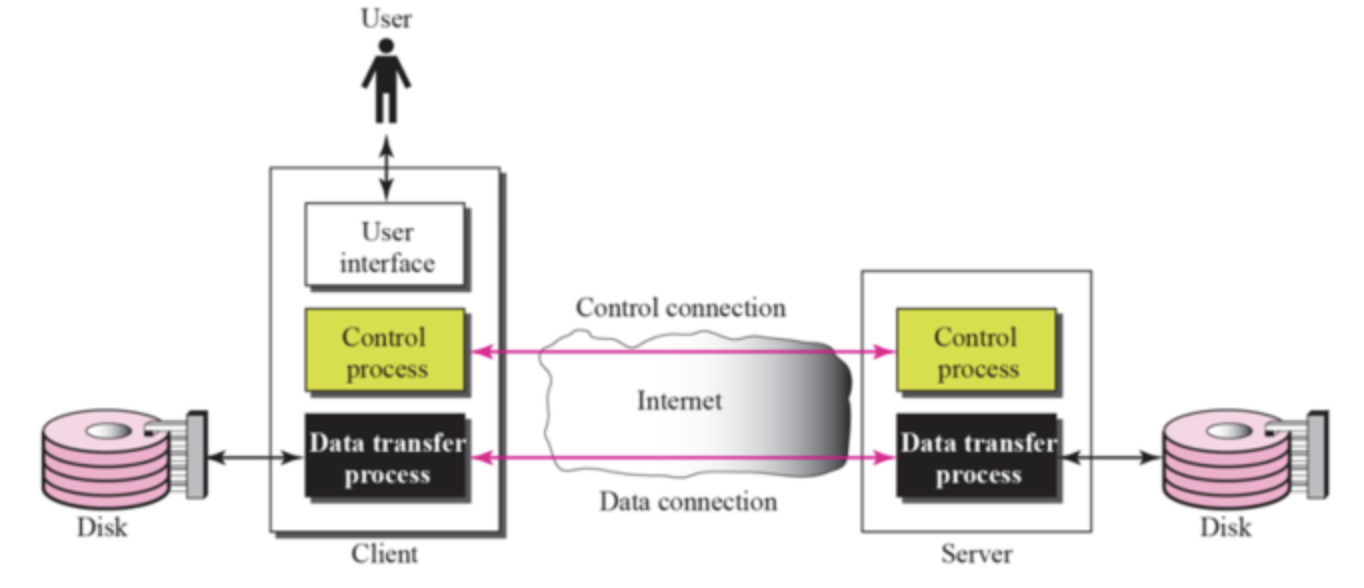 User
User
interface
Control connection
Control
process
Control
process
Internet
Data transfer
process
Data transfer
process
Data connection
Disk
Disk
Client
Server